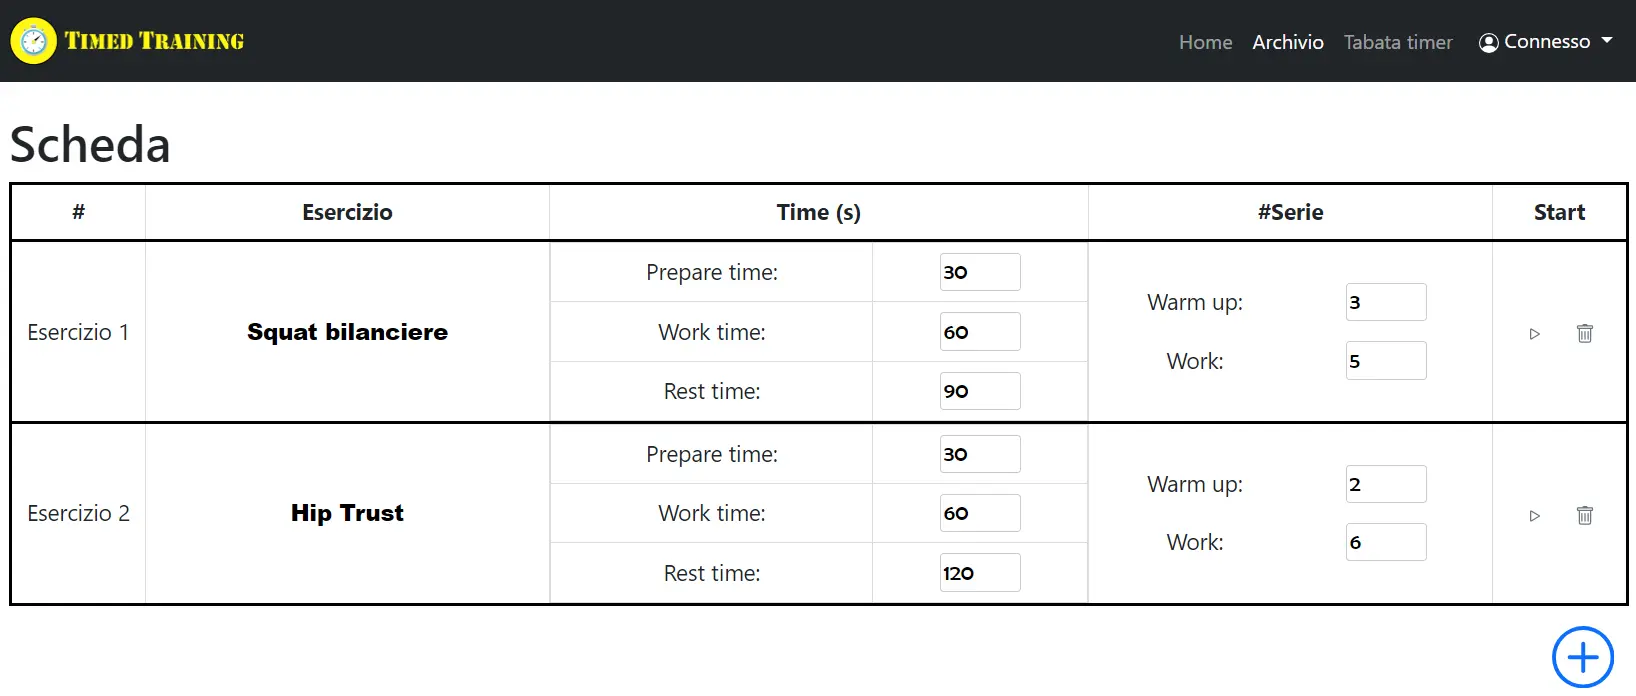 TIMED TRAINING
Home Archivio Tabata timer Connesso
Scheda
# Esercizio Time (s) #Serie Start
Esercizio 1
Squat bilanciere
Prepare time: 30
Work time: 60
Rest time: 90
Warm up: 3
Work: 5
Esercizio 2
Hip Trust
Prepare time: 30
Work time: 60
Rest time: 120
Warm up: 2
Work: 6